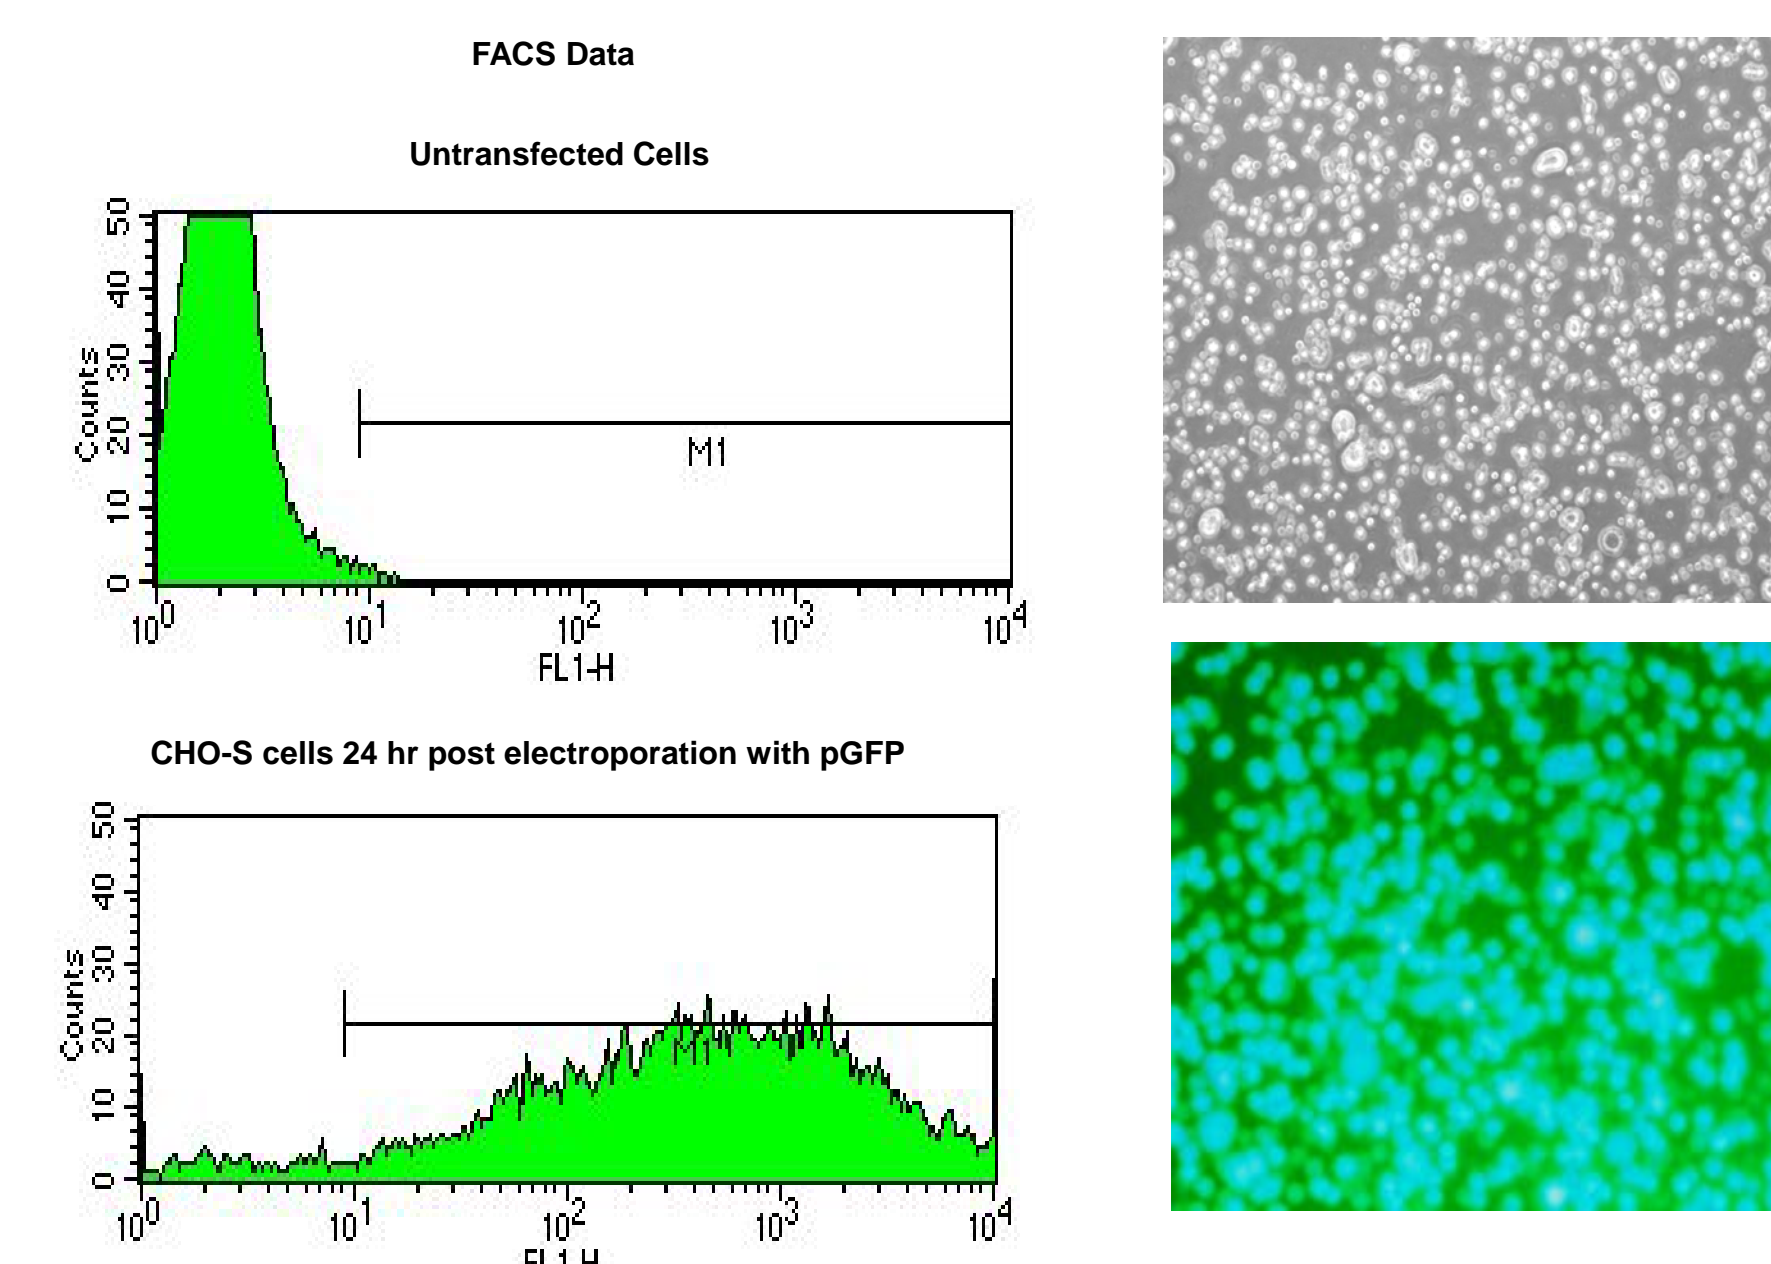 FACS Data
Untransfected Cells
50
40
30
20
10
0
Counts
M1
10^0 10^1 10^2 10^3 10^4
FL1-H
CHO-S cells 24 hr post electroporation with pGFP
50
40
30
20
10
0
Counts
M1
10^0 10^1 10^2 10^3 10^4
FL1-H